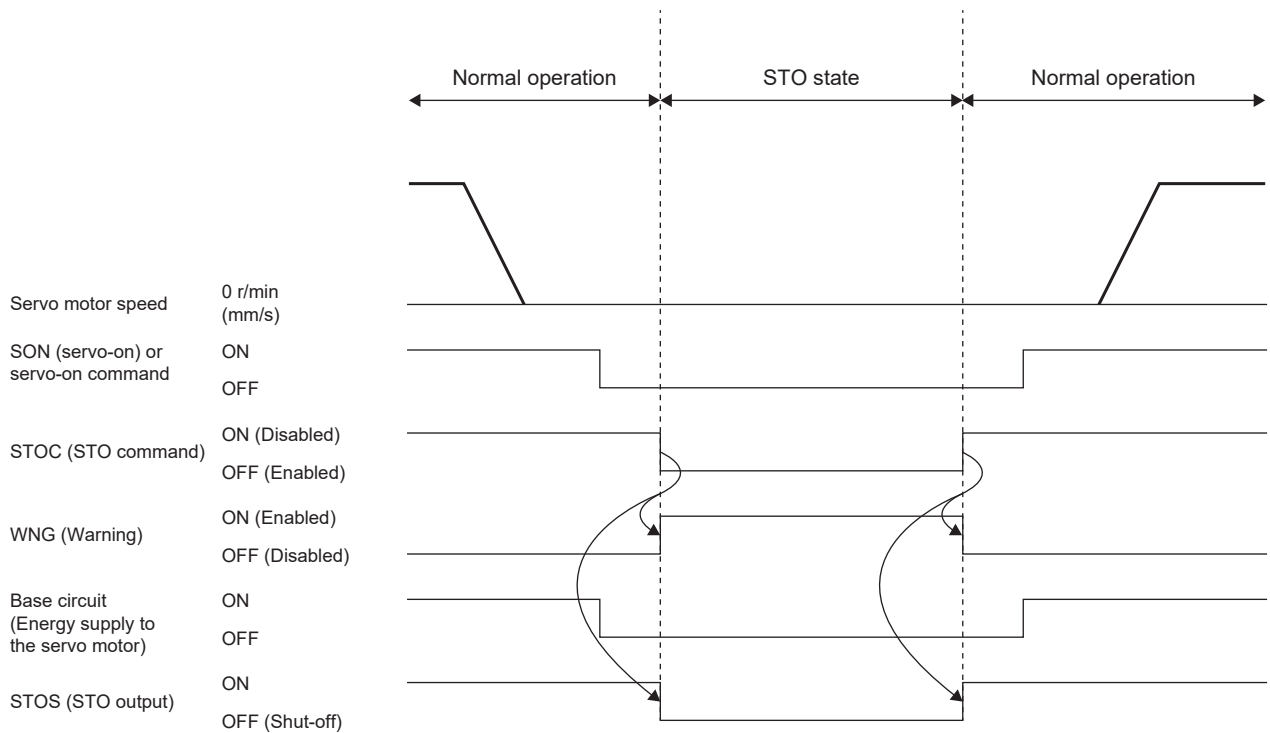 Normal operation
STO state
Normal operation
Servo motor speed
0 r/min
(mm/s)
SON (servo-on) or
servo-on command
ON
OFF
STOC (STO command)
ON (Disabled)
OFF (Enabled)
WNG (Warning)
ON (Enabled)
OFF (Disabled)
Base circuit
(Energy supply to
the servo motor)
ON
OFF
STOS (STO output)
ON
OFF (Shut-off)